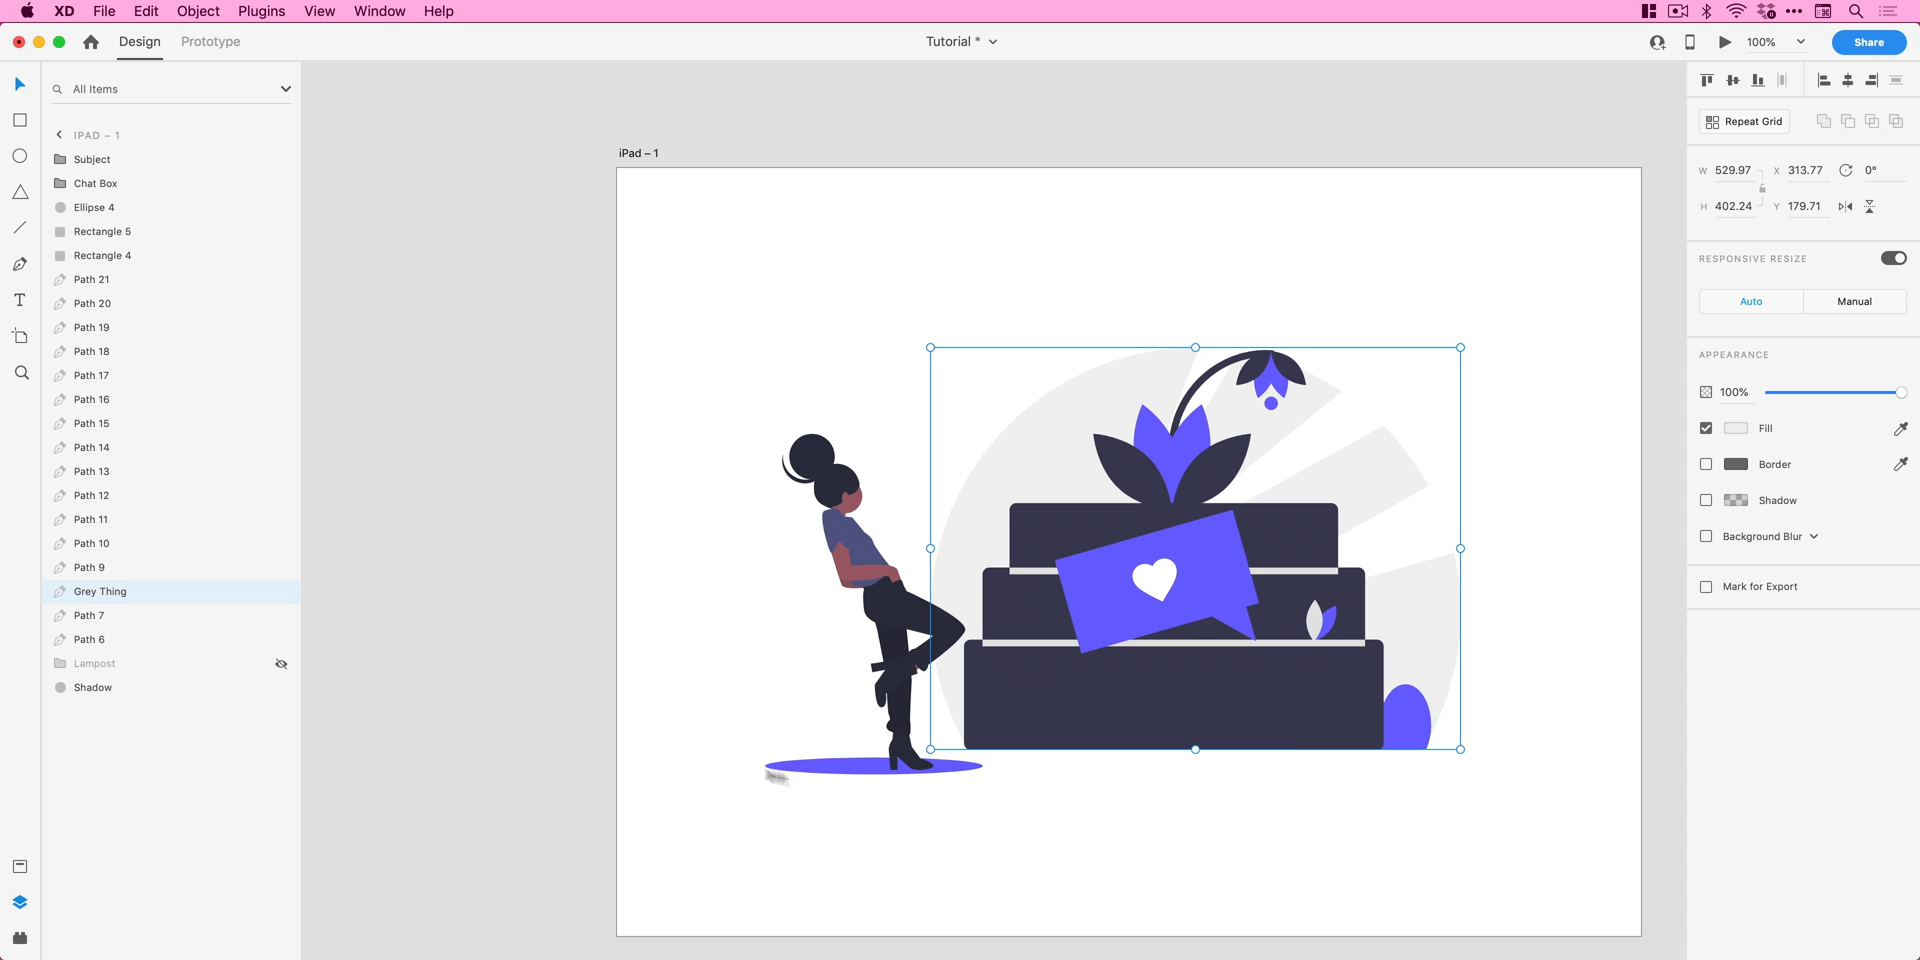 XD File Edit Object Plugins View Window Help
Design Prototype Tutorial * 100% Share
All Items
IPAD – 1
Subject
Chat Box
Ellipse 4
Rectangle 5
Rectangle 4
Path 21
Path 20
Path 19
Path 18
Path 17
Path 16
Path 15
Path 14
Path 13
Path 12
Path 11
Path 10
Path 9
Grey Thing
Path 7
Path 6
Lampost
Shadow
T
iPad – 1
Repeat Grid
W 529.97 X 313.77 0°
H 402.24 Y 179.71
RESPONSIVE RESIZE
Auto Manual
APPEARANCE
100%
Fill
Border
Shadow
Background Blur
Mark for Export